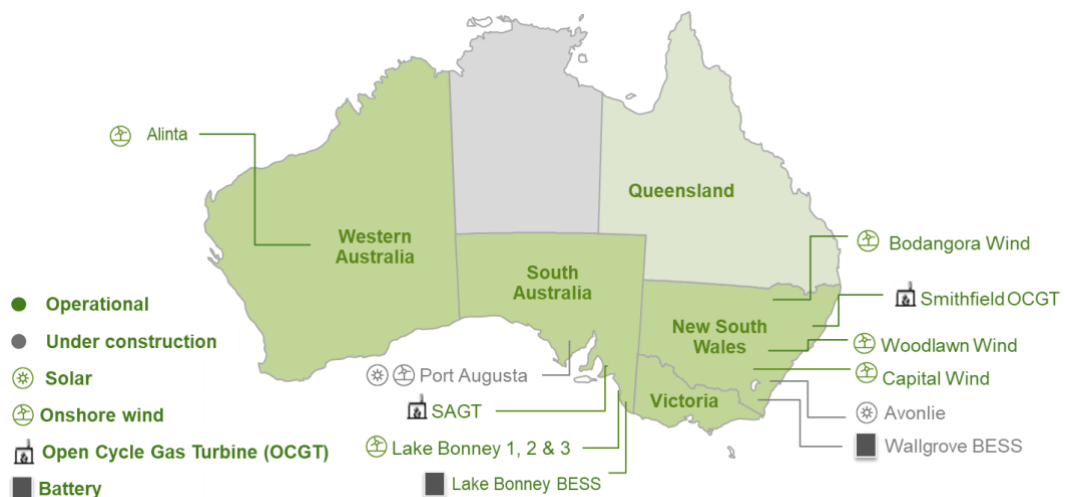 Alinta
Queensland
Western
Australia
South
Australia
Bodangora Wind
Operational
Smithfield OCGT
New South
Wales
Under construction
Woodlawn Wind
Solar
Port Augusta
Capital Wind
Victoria
SAGT
Avonlie
Onshore wind
Lake Bonney 1, 2 & 3
Wallgrove BESS
Open Cycle Gas Turbine (OCGT)
Lake Bonney BESS
Battery